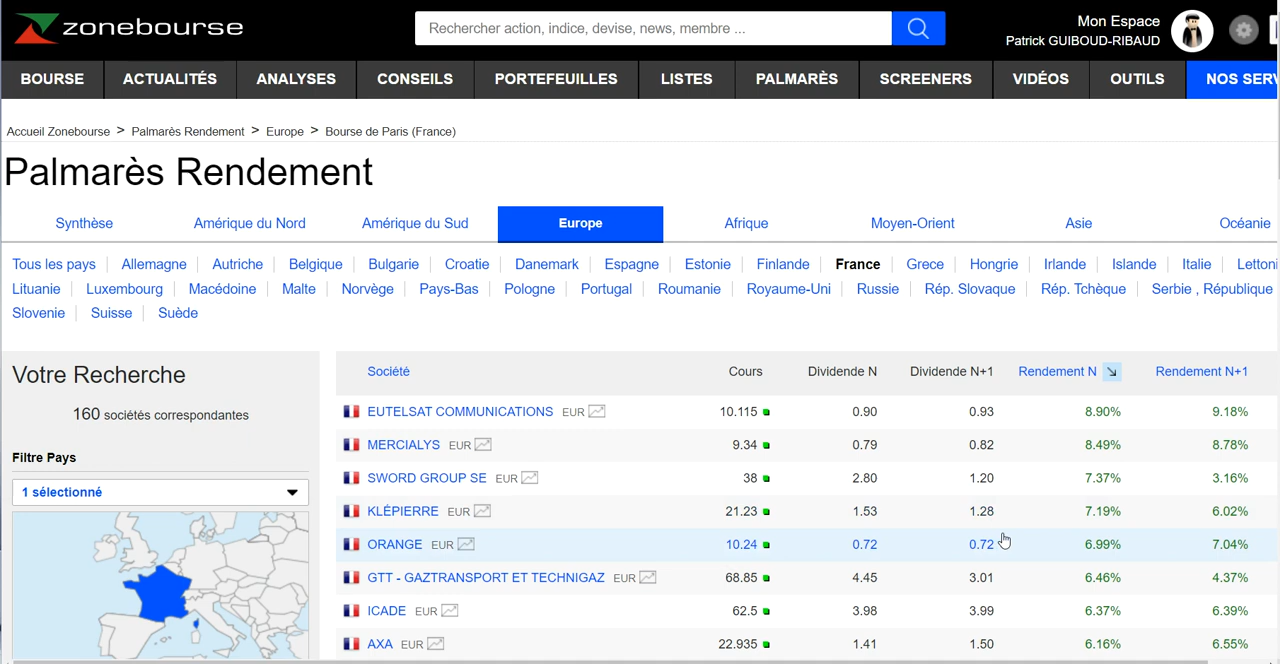 zonebourse
Rechercher action, indice, devise, news, membre ...
Mon Espace
Patrick GUIBOUD-RIBAUD
BOURSE ACTUALITÉS ANALYSES CONSEILS PORTEFEUILLES LISTES PALMARÈS SCREENERS VIDÉOS OUTILS NOS SERV
Accueil Zonebourse > Palmarès Rendement > Europe > Bourse de Paris (France)
Palmarès Rendement
Synthèse Amérique du Nord Amérique du Sud Europe Afrique Moyen-Orient Asie Océanie
Tous les pays Allemagne Autriche Belgique Bulgarie Croatie Danemark Espagne Estonie Finlande France Grece Hongrie Irlande Islande Italie Lettoni
Lituanie Luxembourg Macédoine Malte Norvège Pays-Bas Pologne Portugal Roumanie Royaume-Uni Russie Rép. Slovaque Rép. Tchèque Serbie , République
Slovenie Suisse Suède
Votre Recherche
160 sociétés correspondantes
Filtre Pays
1 sélectionné
Société Cours Dividende N Dividende N+1 Rendement N Rendement N+1
EUTELSAT COMMUNICATIONS EUR 10.115 0.90 0.93 8.90% 9.18%
MERCIALYS EUR 9.34 0.79 0.82 8.49% 8.78%
SWORD GROUP SE EUR 38 2.80 1.20 7.37% 3.16%
KLÉPIERRE EUR 21.23 1.53 1.28 7.19% 6.02%
ORANGE EUR 10.24 0.72 0.72 6.99% 7.04%
GTT - GAZTRANSPORT ET TECHNIGAZ EUR 68.85 4.45 3.01 6.46% 4.37%
ICADE EUR 62.5 3.98 3.99 6.37% 6.39%
AXA EUR 22.935 1.41 1.50 6.16% 6.55%